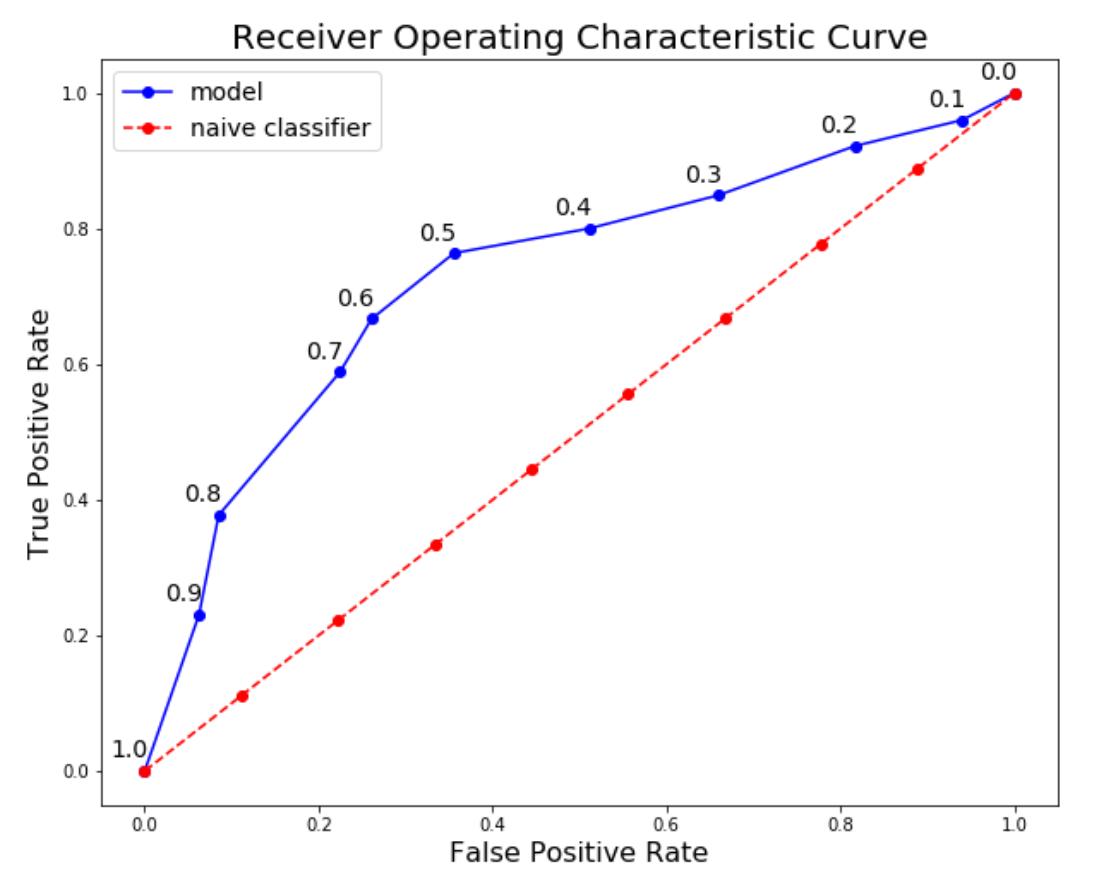 Receiver Operating Characteristic Curve
model
naive classifier
0.0
0.1
0.2
0.3
0.4
0.5
0.6
0.7
0.8
0.9
1.0
True Positive Rate
1.0
0.8
0.6
0.4
0.2
0.0
0.0 0.2 0.4 0.6 0.8 1.0
False Positive Rate